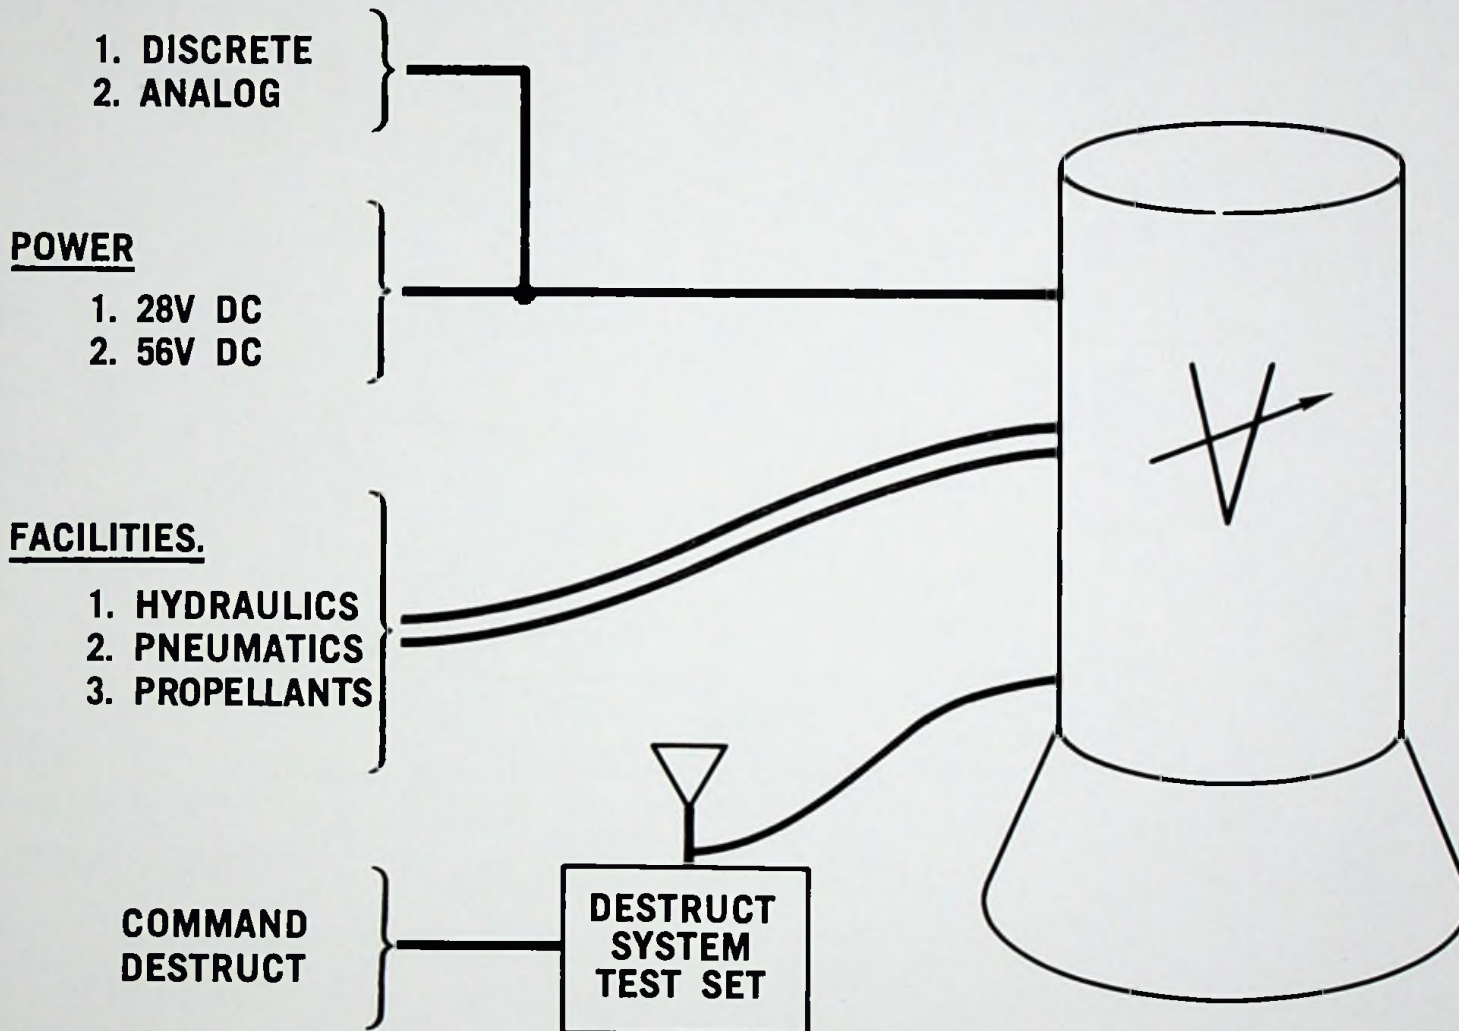 1. DISCRETE
2. ANALOG
POWER
1. 28V DC
2. 56V DC
FACILITIES.
1. HYDRAULICS
2. PNEUMATICS
3. PROPELLANTS
COMMAND
DESTRUCT
DESTRUCT
SYSTEM
TEST SET
V